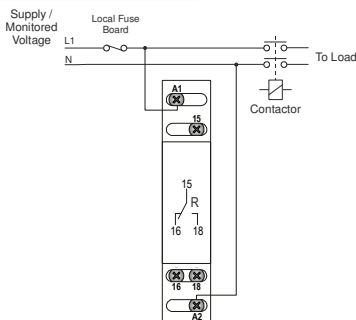 Supply /
Monitored
Voltage
Local Fuse
Board
L1
N
To Load
Contactor
A1
15
15
R
16 18
16 18
A2